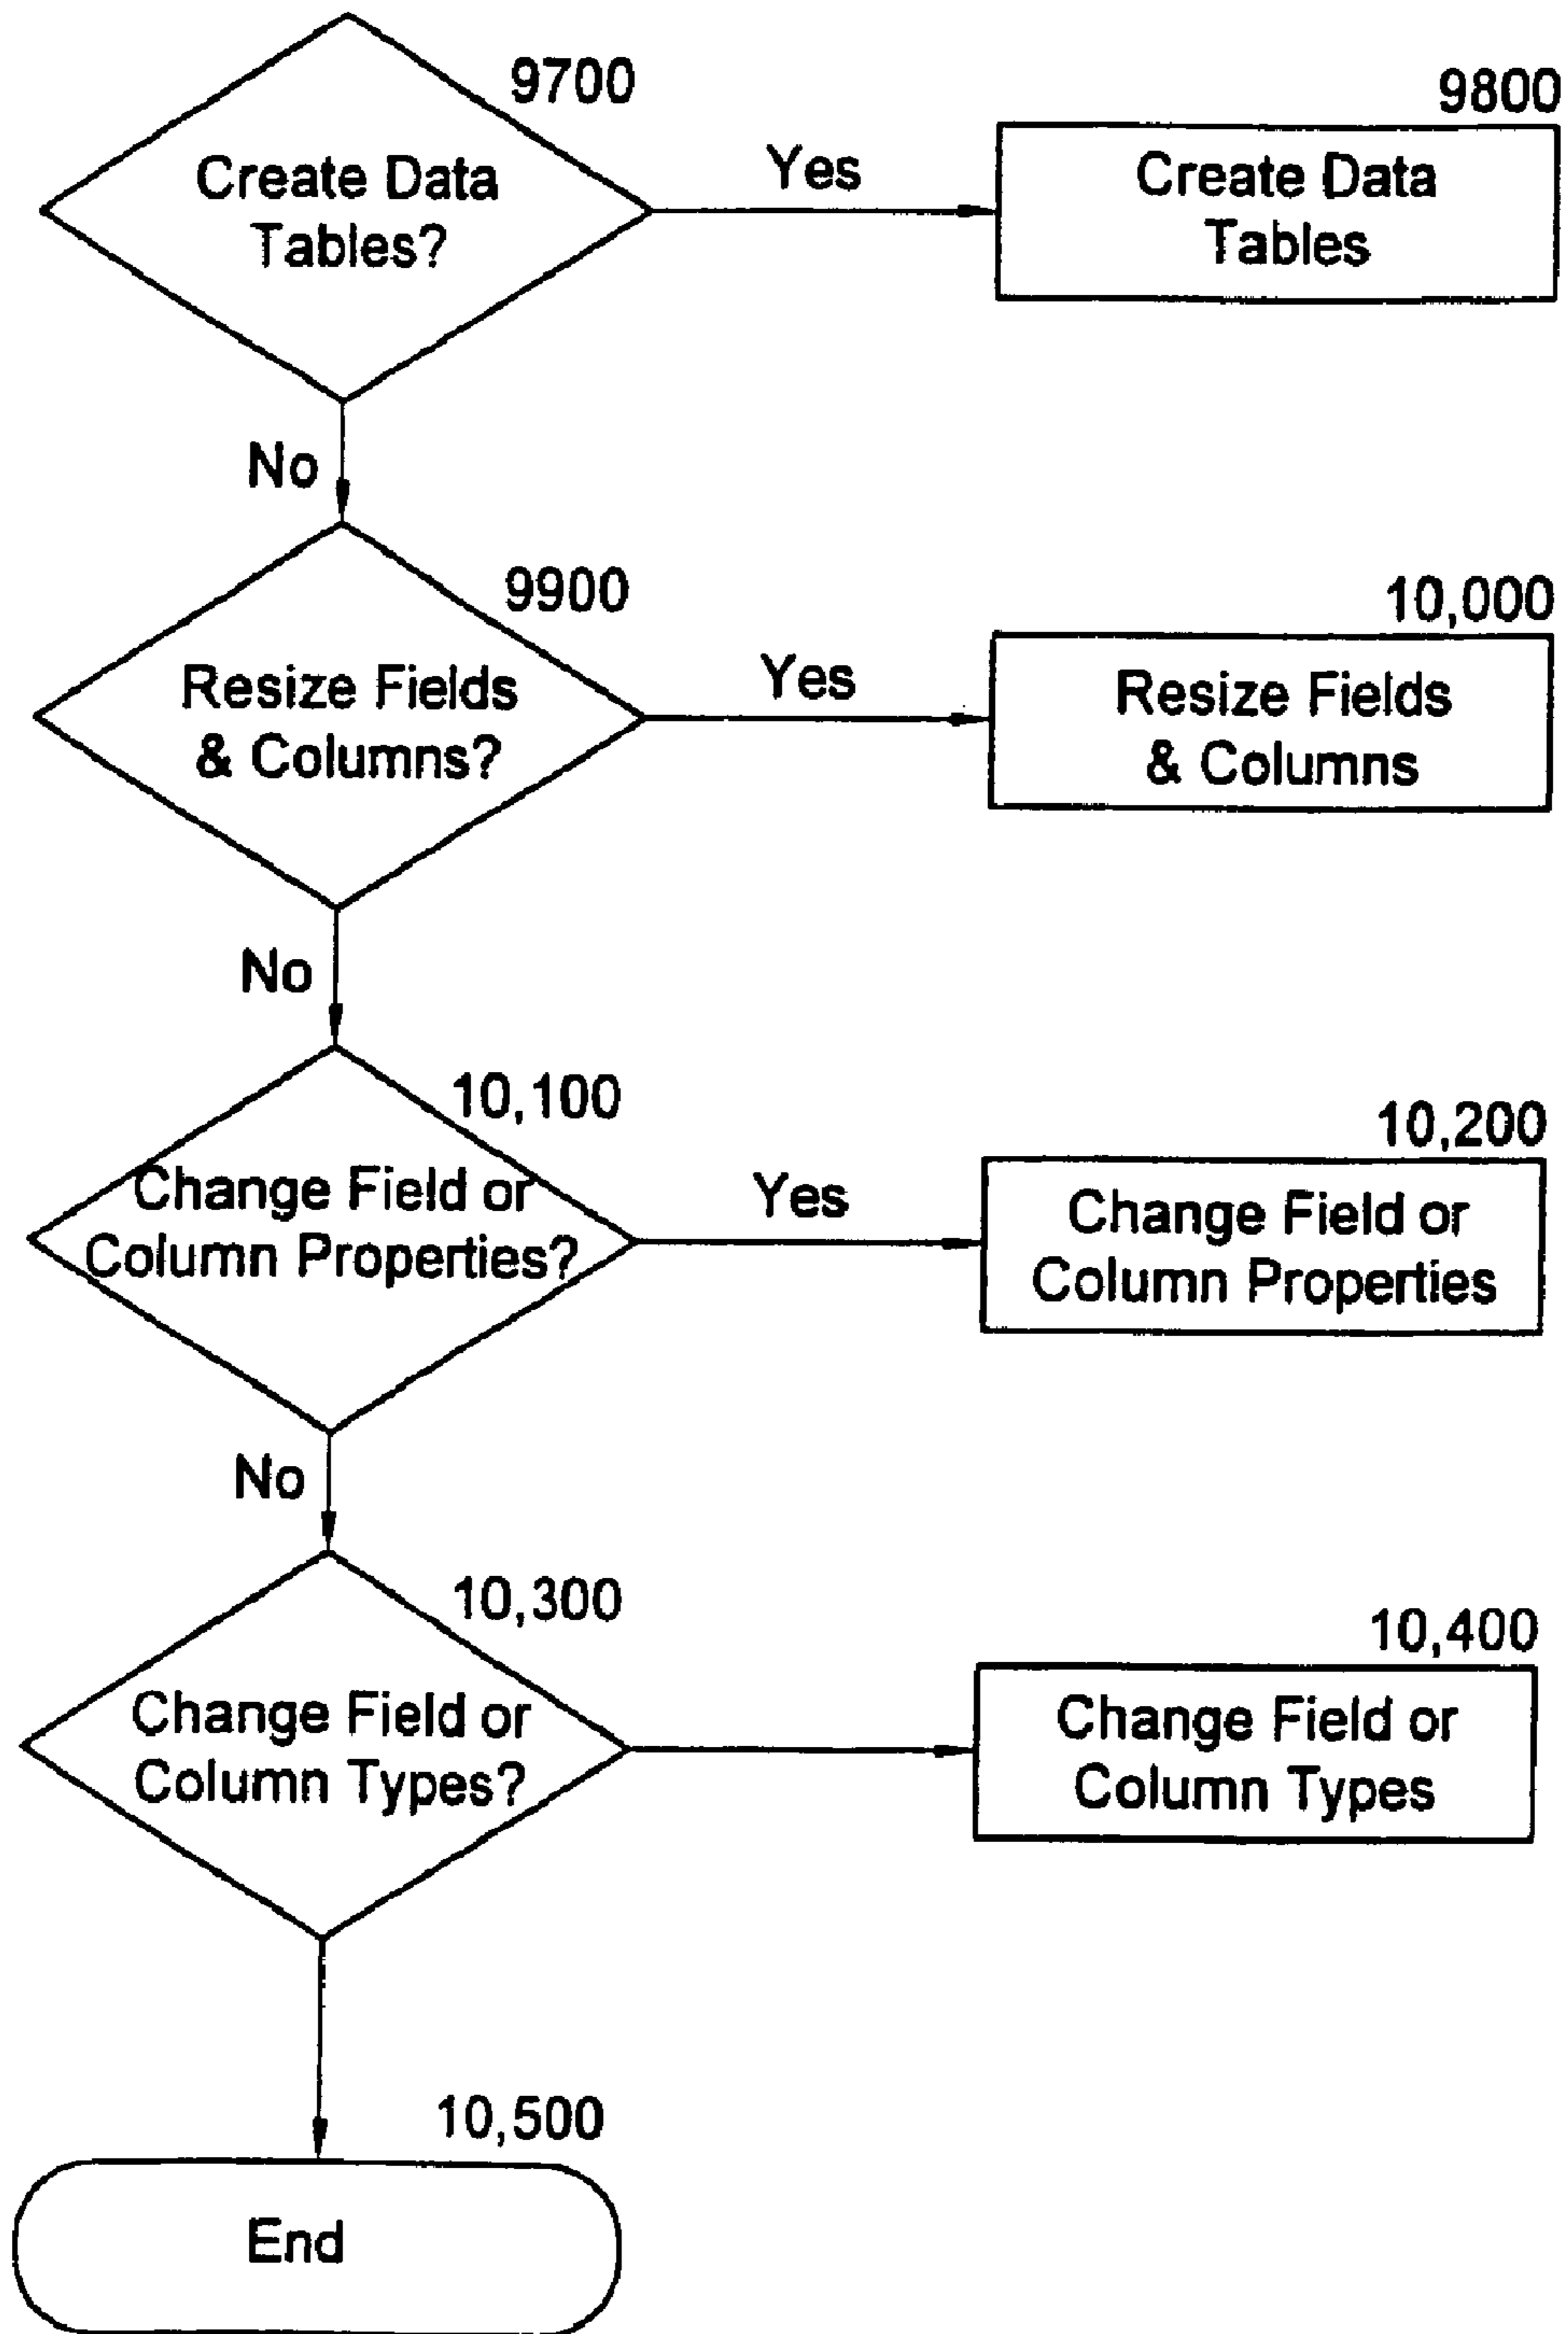 9700
Create Data
Tables?
Yes
9800
Create Data
Tables
No
9900
Resize Fields
& Columns?
Yes
10,000
Resize Fields
& Columns
No
10,100
Change Field or
Column Properties?
Yes
10,200
Change Field or
Column Properties
No
10,300
Change Field or
Column Types?
10,400
Change Field or
Column Types
10,500
End